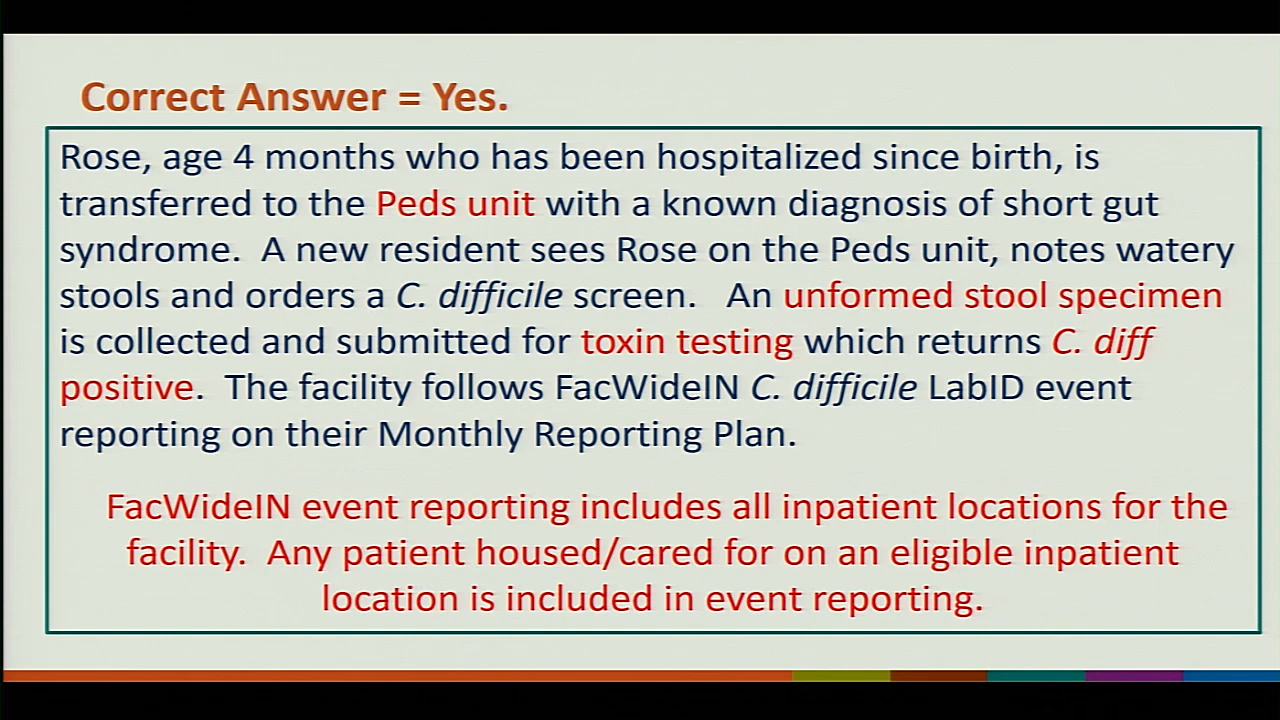 Correct Answer = Yes.
Rose, age 4 months who has been hospitalized since birth, is
transferred to the Peds unit with a known diagnosis of short gut
syndrome.  A new resident sees Rose on the Peds unit, notes watery
stools and orders a C. difficile screen.   An unformed stool specimen
is collected and submitted for toxin testing which returns C. diff
positive.  The facility follows FacWideIN C. difficile LabID event
reporting on their Monthly Reporting Plan.
FacWideIN event reporting includes all inpatient locations for the
facility.  Any patient housed/cared for on an eligible inpatient
location is included in event reporting.